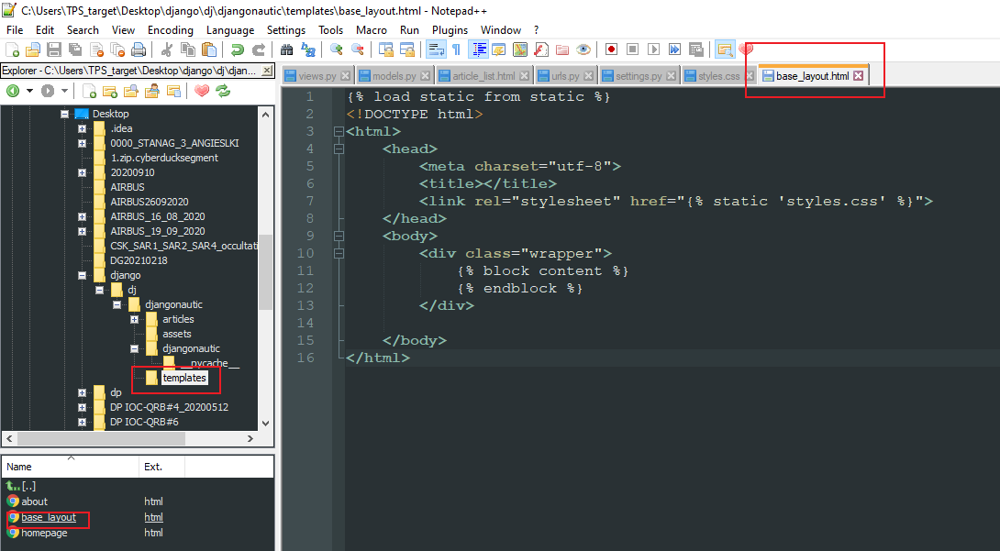 C:\Users\TPS_target\Desktop\django\dj\djangonautic\templates\base_layout.html - Notepad++
File Edit Search View Encoding Language Settings Tools Macro Run Plugins Window ?
Explorer - C:\Users\TPS_target\Desktop\django\dj\djan...
Desktop
.idea
0000_STANAG_3_ANGIESLKI
1.zip.cyberducksegment
20200910
AIRBUS
AIRBUS26092020
AIRBUS_16_08_2020
AIRBUS_19_09_2020
CSK_SAR1_SAR2_SAR4_occultati
DG20210218
django
dj
djangonautic
articles
assets
djangonautic
__pycache__
templates
dp
DP IOC-QRB#4_20200512
DP IOC-QRB#6
Name Ext.
[..]
about html
base_layout html
homepage html
views.py models.py article_list.html urls.py settings.py styles.css base_layout.html
1 {% load static from static %}
2 <!DOCTYPE html>
3 <html>
4 <head>
5 <meta charset="utf-8">
6 <title></title>
7 <link rel="stylesheet" href="{% static 'styles.css' %}">
8 </head>
9 <body>
10 <div class="wrapper">
11 {% block content %}
12 {% endblock %}
13 </div>
14
15 </body>
16 </html>